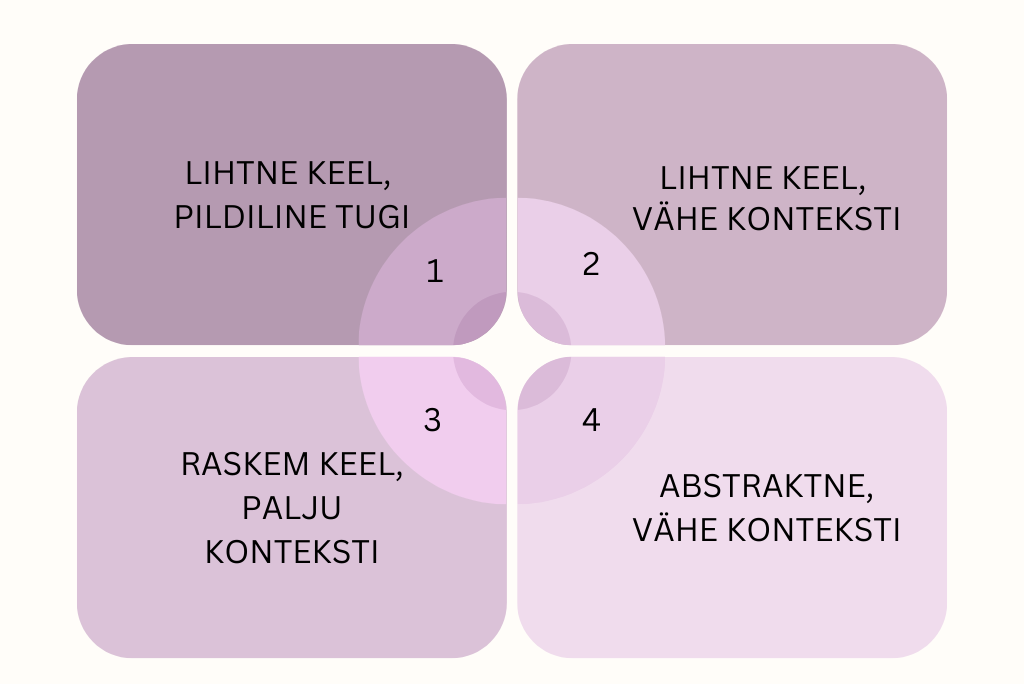 LIHTNE KEEL,
PILDILINE TUGI
1
LIHTNE KEEL,
VÄHE KONTEKSTI
2
3
RASKEM KEEL,
PALJU
KONTEKSTI
4
ABSTRAKTNE,
VÄHE KONTEKSTI